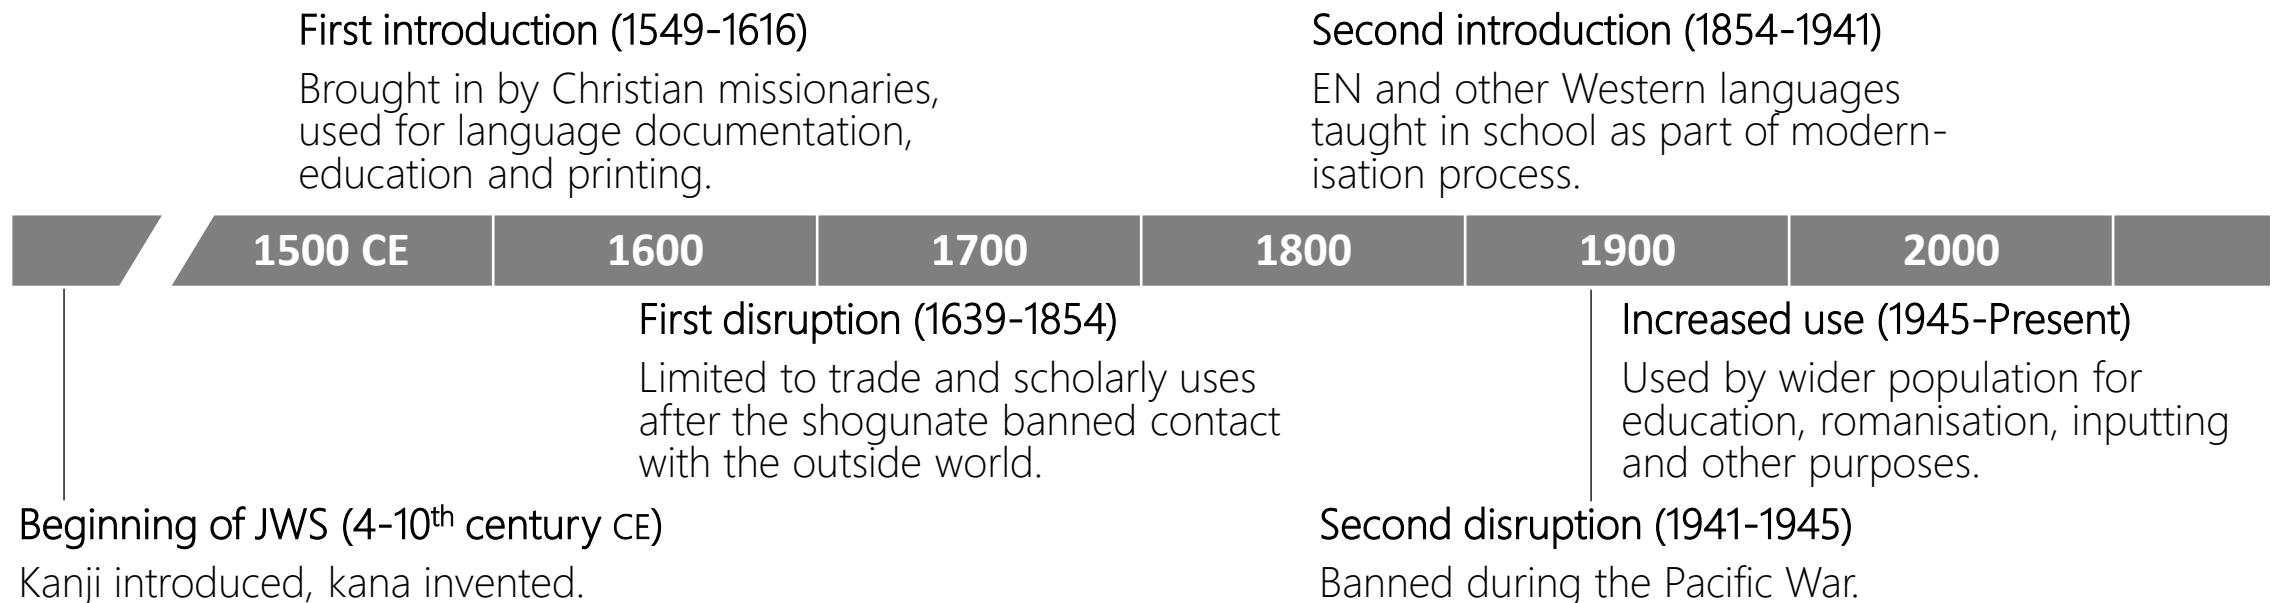 First introduction (1549-1616)
Brought in by Christian missionaries,
used for language documentation,
education and printing.
Second introduction (1854-1941)
EN and other Western languages
taught in school as part of modern-
isation process.
1500 CE 1600 1700 1800 1900 2000
First disruption (1639-1854)
Limited to trade and scholarly uses
after the shogunate banned contact
with the outside world.
Increased use (1945-Present)
Used by wider population for
education, romanisation, inputting
and other purposes.
Beginning of JWS (4-10th century CE)
Kanji introduced, kana invented.
Second disruption (1941-1945)
Banned during the Pacific War.